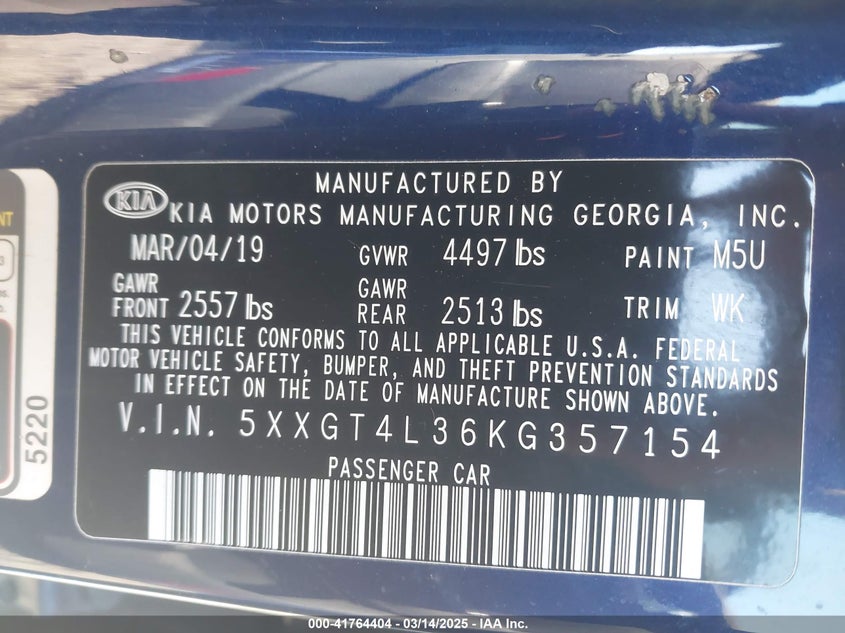 MANUFACTURED BY
KIA
KIA MOTORS MANUFACTURING GEORGIA, INC.
MAR/04/19 GVWR 4497 lbs PAINT M5U
GAWR FRONT 2557 lbs GAWR REAR 2513 lbs TRIM WK
THIS VEHICLE CONFORMS TO ALL APPLICABLE U.S.A. FEDERAL
MOTOR VEHICLE SAFETY, BUMPER, AND THEFT PREVENTION STANDARDS
IN EFFECT ON THE DATE OF MANUFACTURE SHOWN ABOVE.
V.I.N. 5XXGT4L36KG357154
PASSENGER CAR
5220
000-41764404 - 03/14/2025 - IAA Inc.